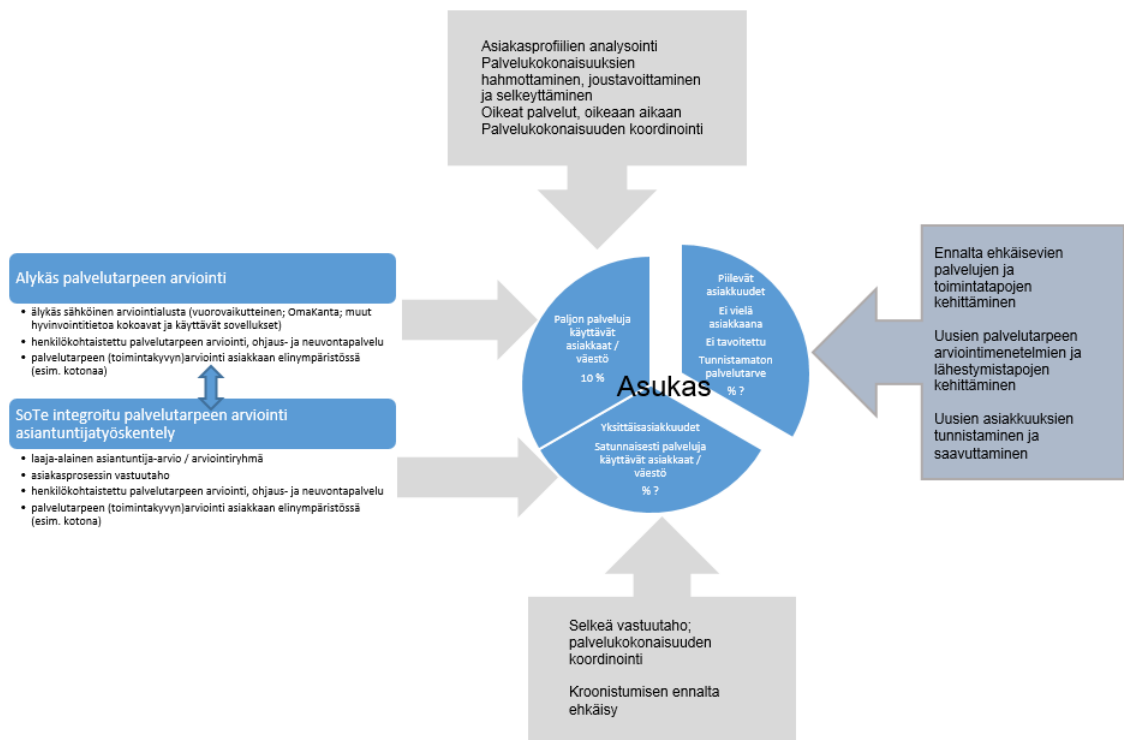 Asiakasprofiilien analysointi
Palvelukokonaisuuksien
hahmottaminen, joustavoittaminen
ja selkeyttäminen
Oikeat palvelut, oikeaan aikaan
Palvelukokonaisuuden koordinointi
Älykäs palvelutarpeen arviointi
• älykäs sähköinen arviointialusta (vuorovaikutteinen; OmaKanta; muut
hyvinvointitietoa kokoavat ja käyttävät sovellukset)
• henkilökohtaistettu palvelutarpeen arviointi, ohjaus- ja neuvontapalvelu
• palvelutarpeen (toimintakyvyn)arviointi asiakkaan elinympäristössä
(esim. kotonaa)
SoTe integroitu palvelutarpeen arviointi
asiantuntijatyöskentely
• laaja-alainen asiantuntija-arvio / arviointiryhmä
• asiakasprosessin vastuutaho
• henkilökohtaistettu palvelutarpeen arviointi, ohjaus- ja neuvontapalvelu
• palvelutarpeen (toimintakyvyn)arviointi asiakkaan elinympäristössä
(esim. kotona)
Paljon palveluja
käyttävät
asiakkaat /
väestö
10 %
Piilevät
asiakkuudet
Ei vielä
asiakkaana
Ei tavoitettu
Tunnistamaton
palvelutarve
% ?
Asukas
Yksittäisasiakkuudet
Satunnaisesti palveluja
käyttävät asiakkaat /
väestö
% ?
Ennalta ehkäisevien
palvelujen ja
toimintatapojen
kehittäminen
Uusien palvelutarpeen
arviointimenetelmien ja
lähestymistapojen
kehittäminen
Uusien asiakkuuksien
tunnistaminen ja
saavuttaminen
Selkeä vastuutaho;
palvelukokonaisuuden
koordinointi
Kroonistumisen ennalta
ehkäisy